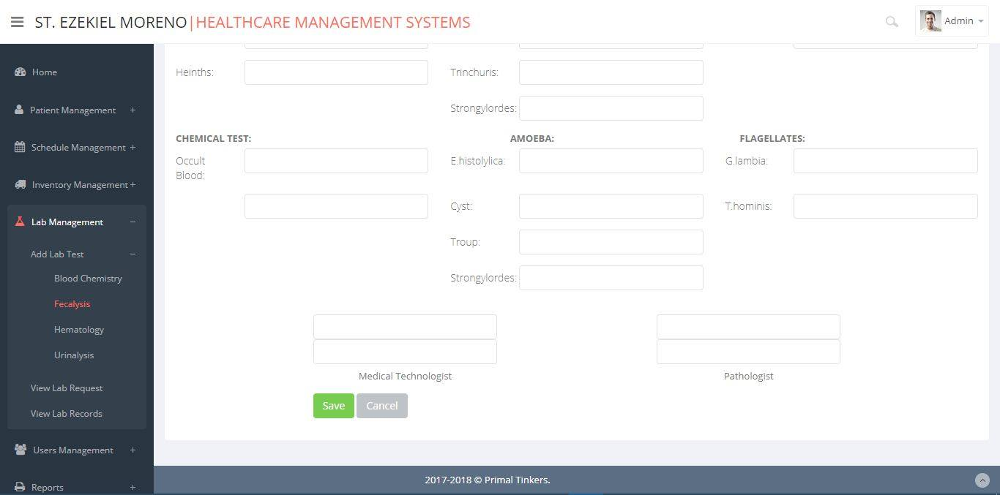 ST. EZEKIEL MORENO|HEALTHCARE MANAGEMENT SYSTEMS
Admin
Home
Patient Management +
Schedule Management +
Inventory Management +
Lab Management −
Add Lab Test −
Blood Chemistry
Fecalysis
Hematology
Urinalysis
View Lab Request
View Lab Records
Users Management +
Reports +
Heinths:
Trinchuris:
Strongylordes:
CHEMICAL TEST:
AMOEBA:
FLAGELLATES:
Occult
Blood:
E.histolylica:
G.lambia:
Cyst:
T.hominis:
Troup:
Strongylordes:
Medical Technologist
Pathologist
Save
Cancel
2017-2018 © Primal Tinkers.